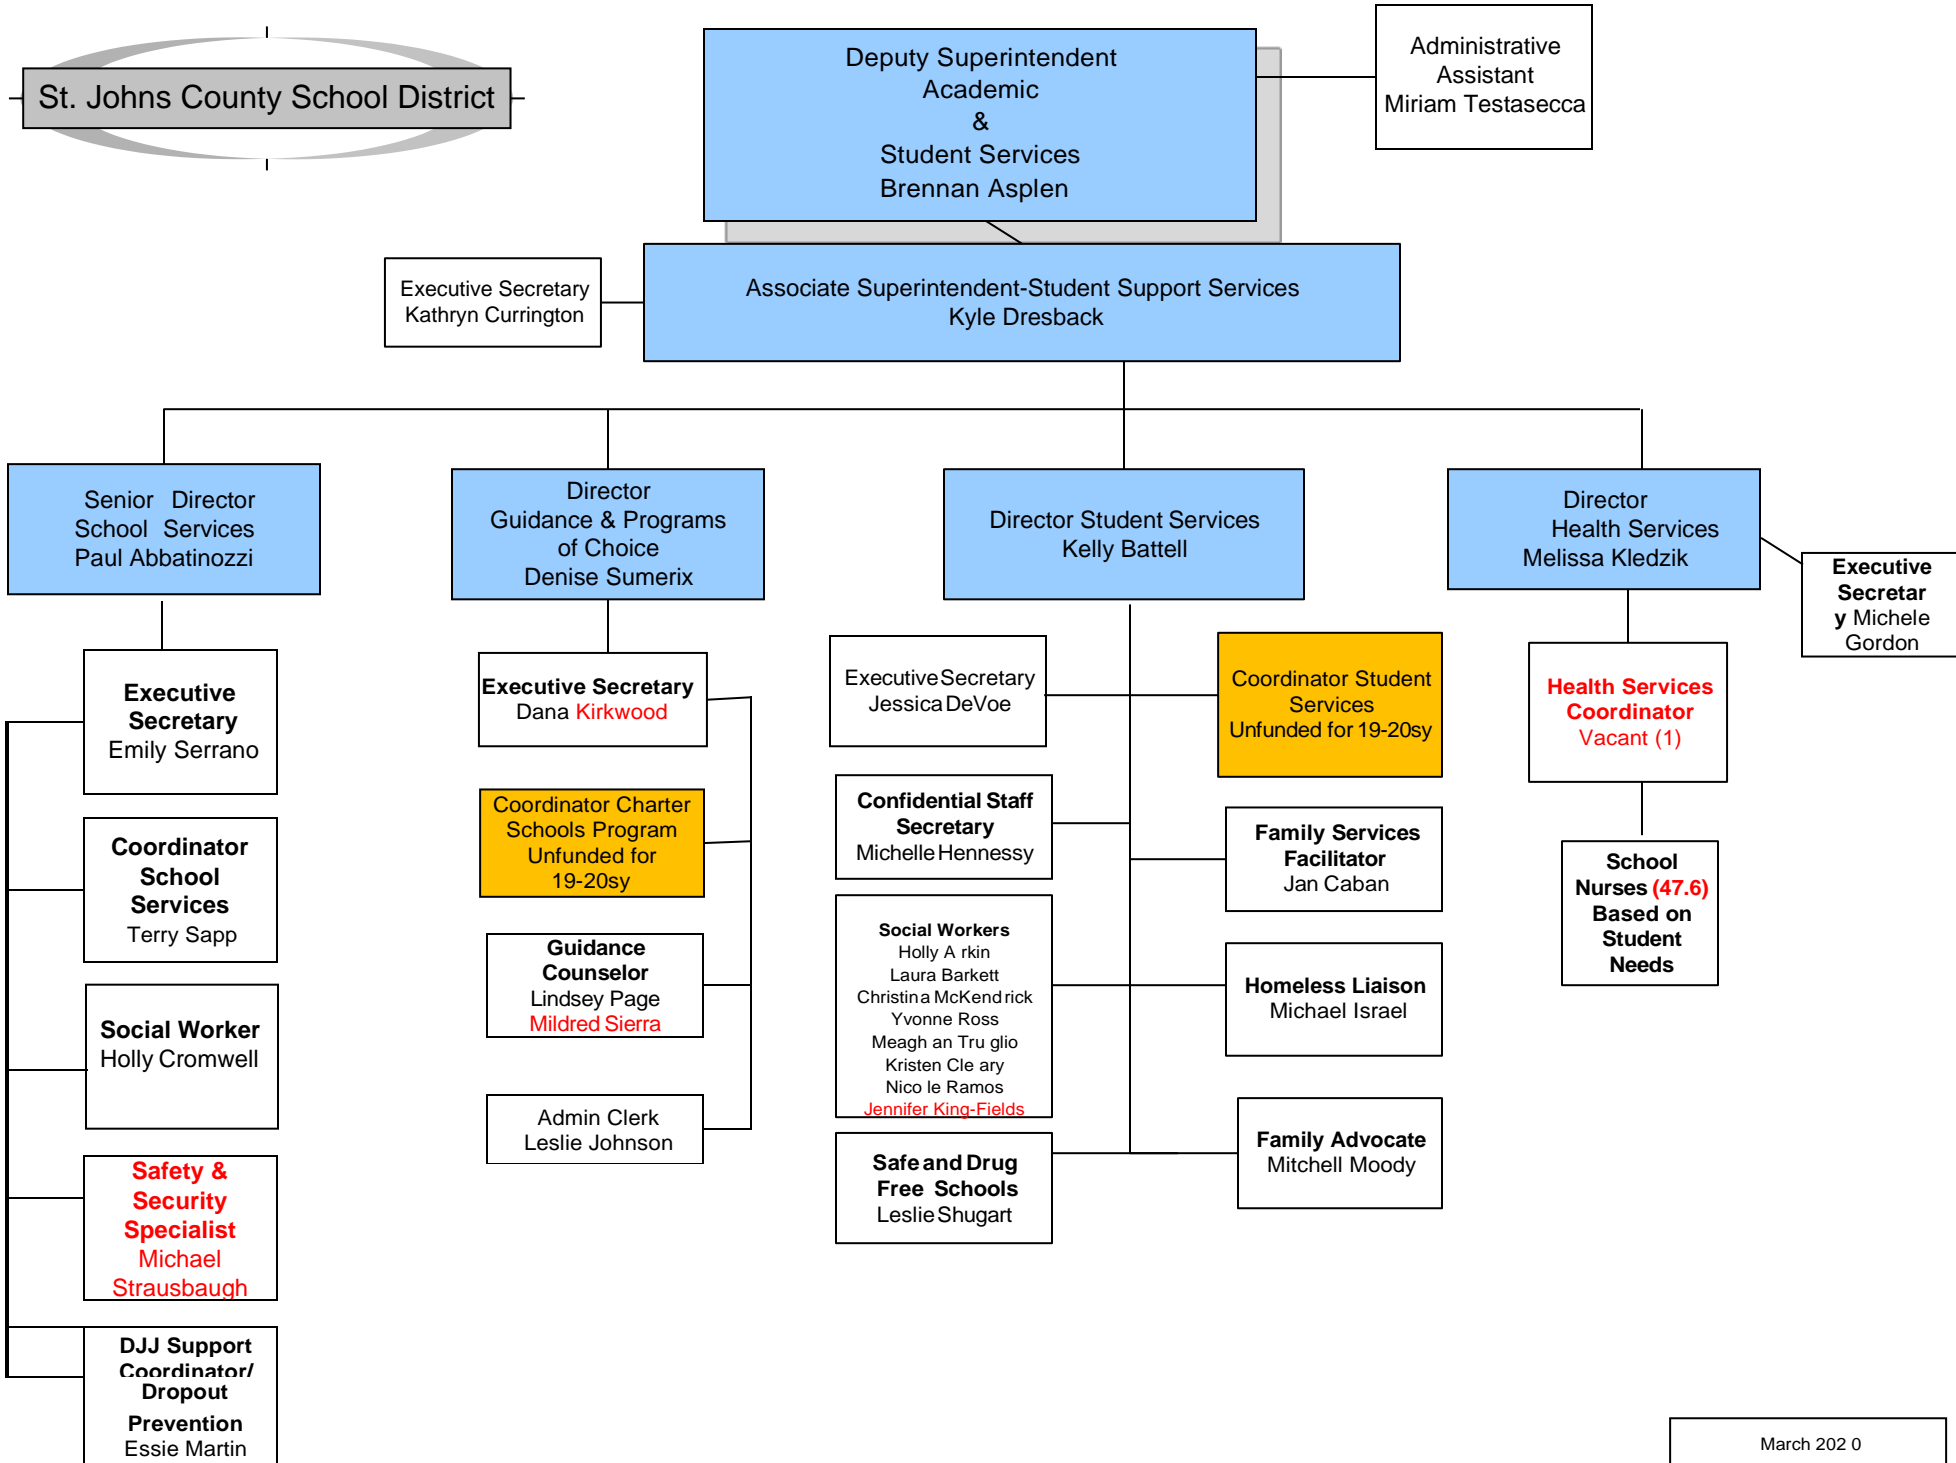 St. Johns County School District
Deputy Superintendent
Academic
&
Student Services
Brennan Asplen
Administrative
Assistant
Miriam Testasecca
Executive Secretary
Kathryn Currington
Associate Superintendent-Student Support Services
Kyle Dresback
Senior Director
School Services
Paul Abbatinozzi
Director
Guidance & Programs
of Choice
Denise Sumerix
Director Student Services
Kelly Battell
Director
Health Services
Melissa Kledzik
Executive
Secretar
y Michele
Gordon
Executive
Secretary
Emily Serrano
Coordinator
School
Services
Terry Sapp
Social Worker
Holly Cromwell
Safety &
Security
Specialist
Michael
Strausbaugh
DJJ Support
Coordinator/
Dropout
Prevention
Essie Martin
Executive Secretary
Dana Kirkwood
Coordinator Charter
Schools Program
Unfunded for
19-20sy
Guidance
Counselor
Lindsey Page
Mildred Sierra
Admin Clerk
Leslie Johnson
Executive Secretary
Jessica DeVoe
Confidential Staff
Secretary
Michelle Hennessy
Social Workers
Holly A rkin
Laura Barkett
Christina McKend rick
Yvonne Ross
Meagh an Tru glio
Kristen Cle ary
Nico le Ramos
Jennifer King-Fields
Safe and Drug
Free Schools
Leslie Shugart
Coordinator Student
Services
Unfunded for 19-20sy
Family Services
Facilitator
Jan Caban
Homeless Liaison
Michael Israel
Family Advocate
Mitchell Moody
Health Services
Coordinator
Vacant (1)
School
Nurses (47.6)
Based on
Student
Needs
March 202 0